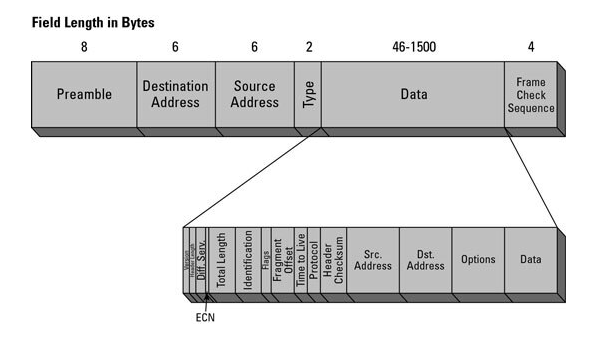 Field Length in Bytes
8 6 6 2 46-1500 4
Preamble
Destination
Address
Source
Address
Type
Data
Frame
Check
Sequence
Version
Header Length
Diff. Serv.
Total Length
Identification
Flags
Fragment
Offset
Time to Live
Protocol
Header
Checksum
Src.
Address
Dst.
Address
Options
Data
ECN